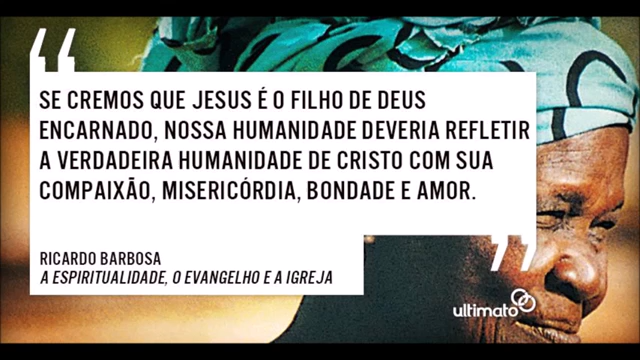 SE CREMOS QUE JESUS É O FILHO DE DEUS
ENCARNADO, NOSSA HUMANIDADE DEVERIA REFLETIR
A VERDADEIRA HUMANIDADE DE CRISTO COM SUA
COMPAIXÃO, MISERICÓRDIA, BONDADE E AMOR.
RICARDO BARBOSA
A ESPIRITUALIDADE, O EVANGELHO E A IGREJA
ultimato